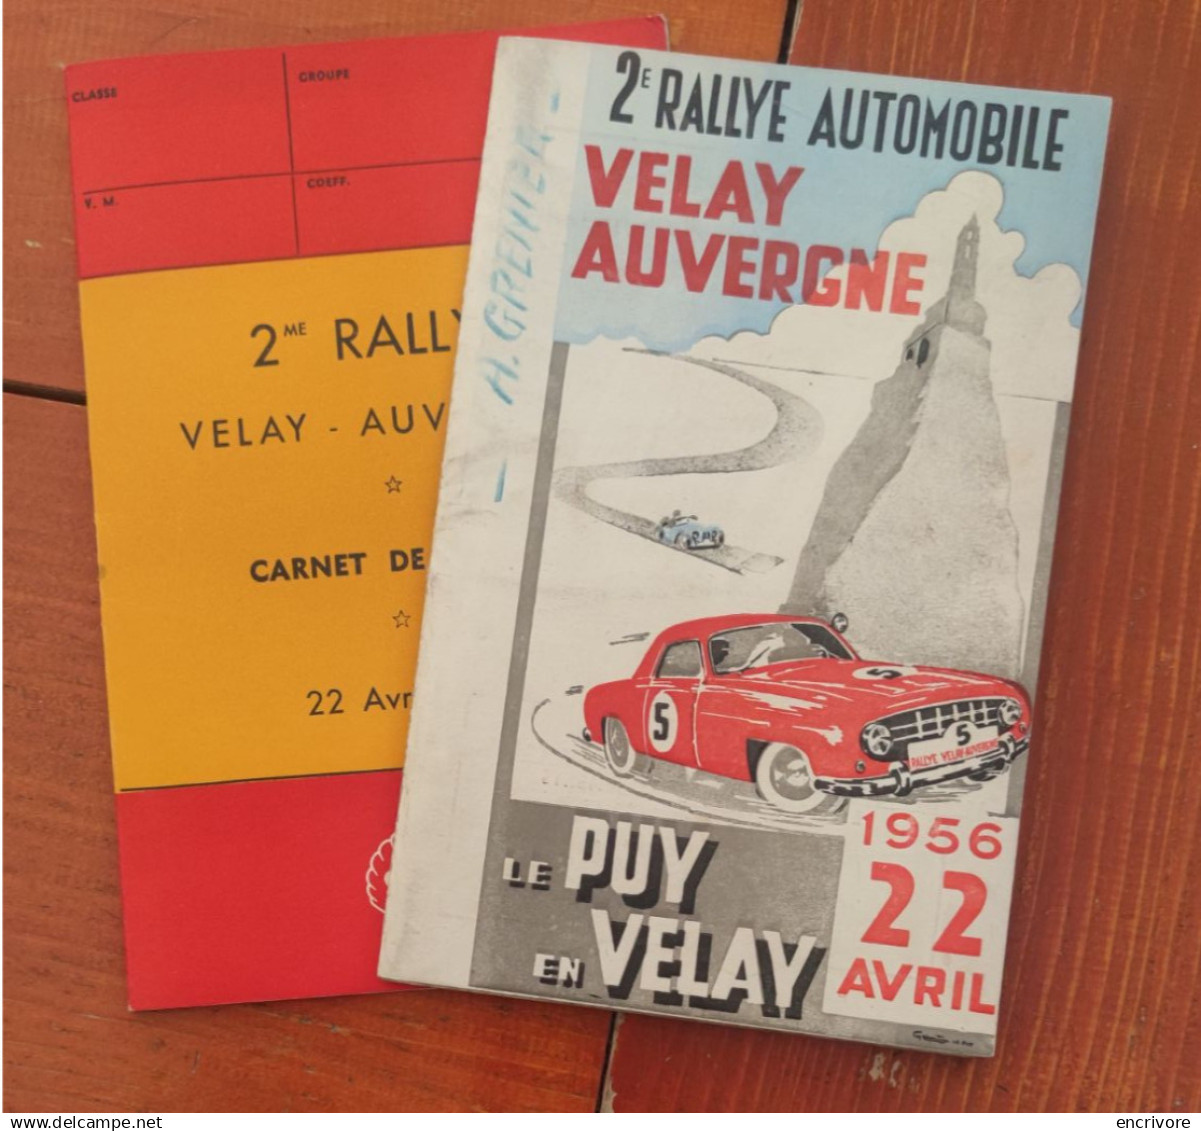 CLASSE
GROUPE
V. M.
COEFF.
2ME RALLY
VELAY - AUV
CARNET DE
22 Avr
- A. GRENIER -
2E RALLYE AUTOMOBILE
VELAY
AUVERGNE
5
5
5
RALLYE VELAY-AUVERGNE
1956
22
AVRIL
LE PUY
EN VELAY
delcampe.net
encrivore